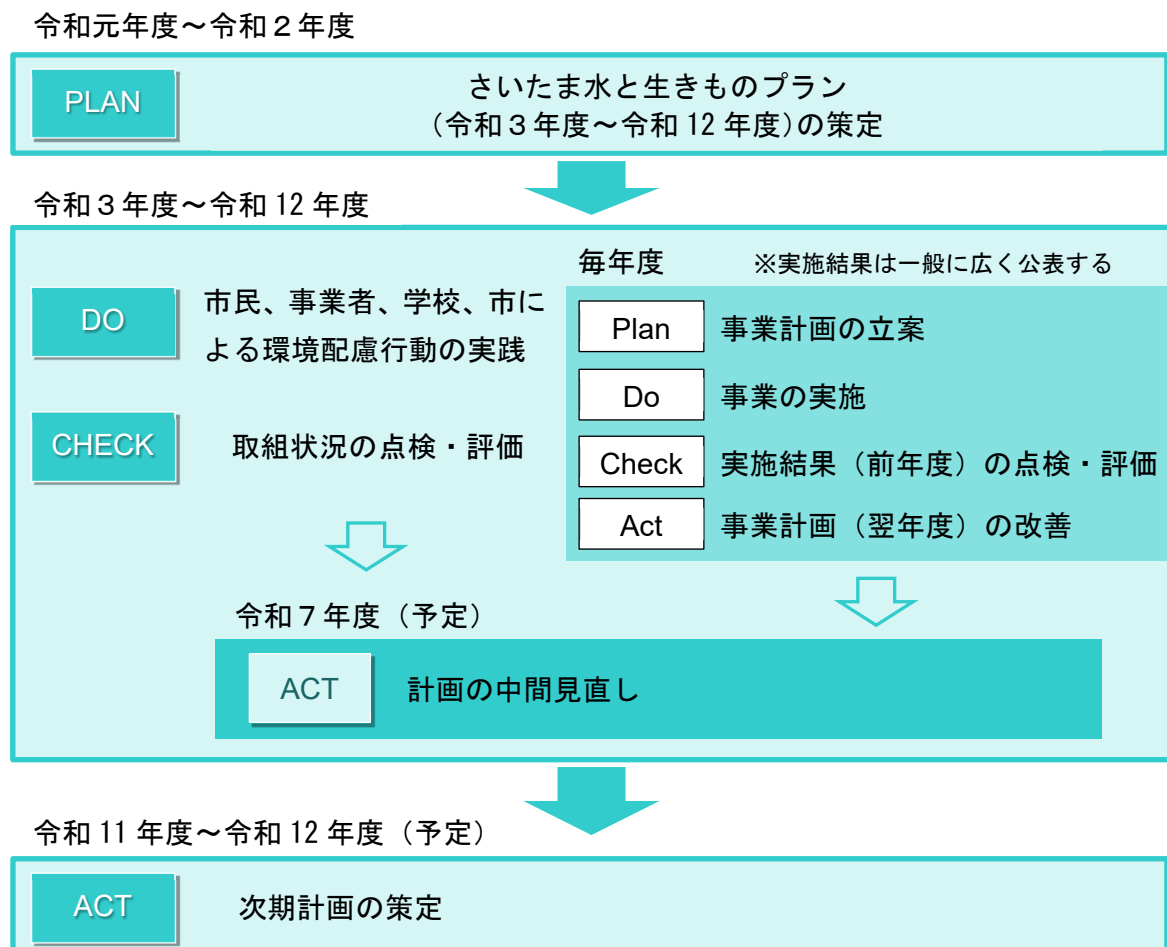 令和元年度～令和２年度
PLAN
さいたま水と生きものプラン
（令和３年度～令和 12 年度）の策定
令和３年度～令和 12 年度
DO
市民、事業者、学校、市に
よる環境配慮行動の実践
CHECK
取組状況の点検・評価
毎年度
※実施結果は一般に広く公表する
Plan
事業計画の立案
Do
事業の実施
Check
実施結果（前年度）の点検・評価
Act
事業計画（翌年度）の改善
令和７年度（予定）
ACT
計画の中間見直し
令和 11 年度～令和 12 年度（予定）
ACT
次期計画の策定